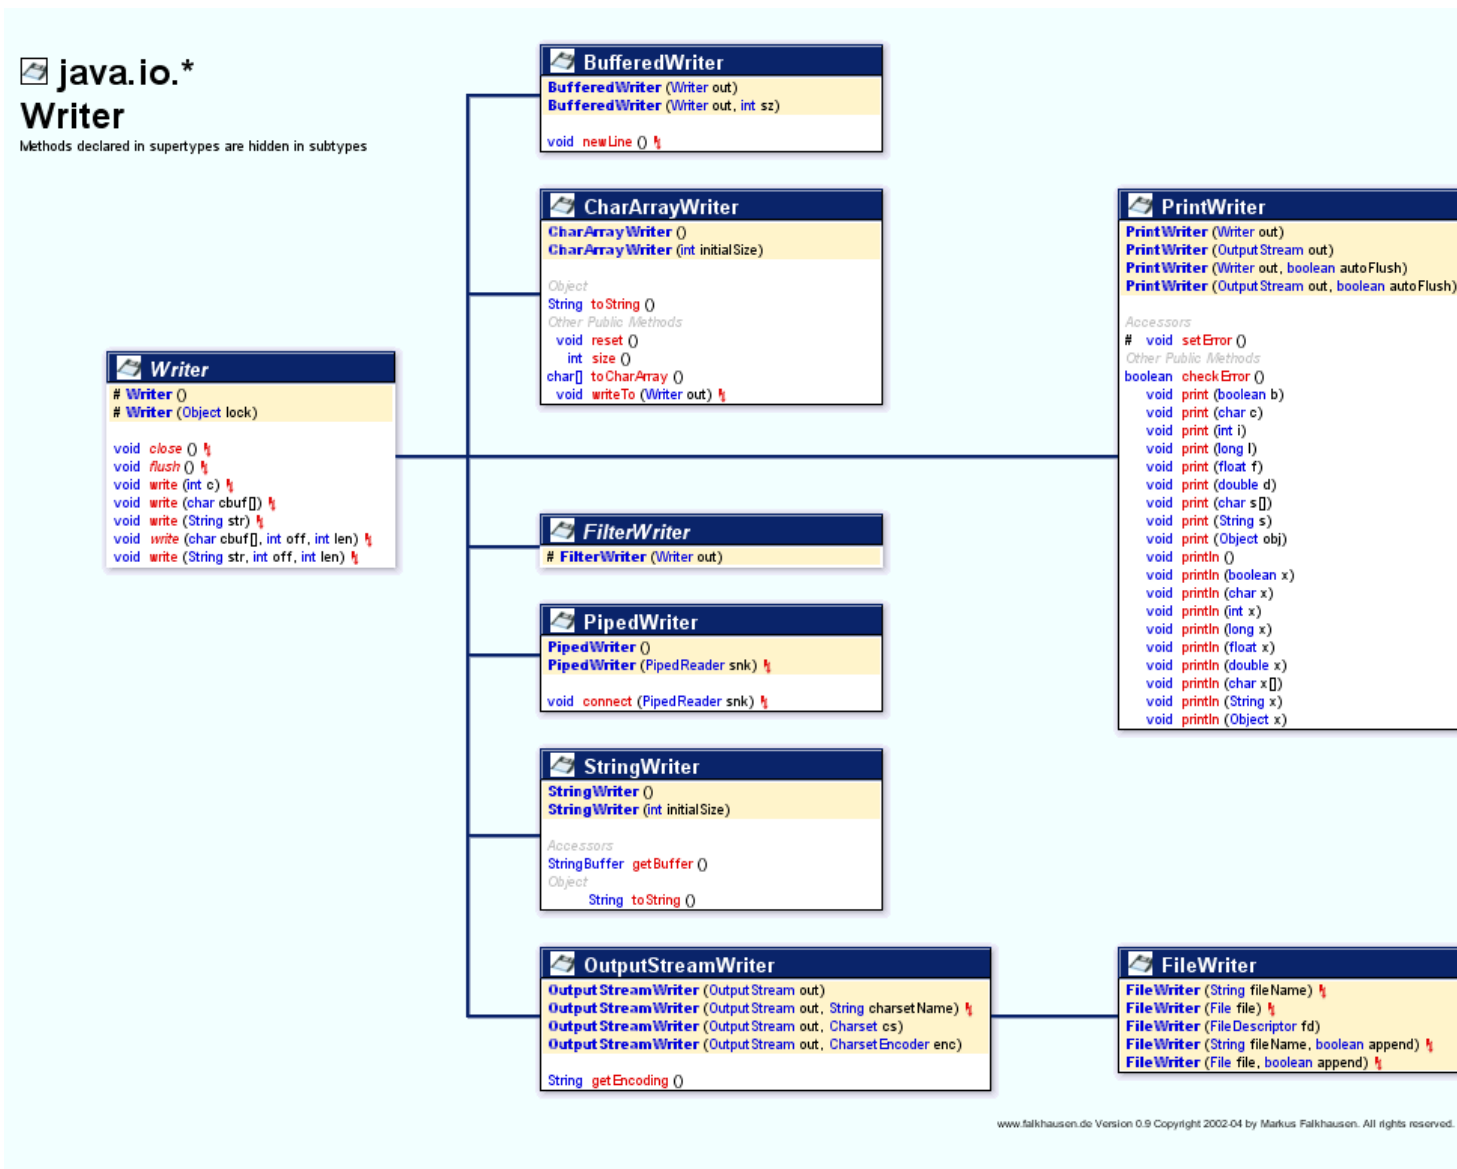 java.io.*
Writer
Methods declared in supertypes are hidden in subtypes
BufferedWriter
BufferedWriter (Writer out)
BufferedWriter (Writer out, int sz)
void newLine ()
CharArrayWriter
CharArrayWriter ()
CharArrayWriter (int initialSize)
Object
String toString ()
Other Public Methods
void reset ()
int size ()
char[] toCharArray ()
void writeTo (Writer out)
PrintWriter
PrintWriter (Writer out)
PrintWriter (OutputStream out)
PrintWriter (Writer out, boolean autoFlush)
PrintWriter (OutputStream out, boolean autoFlush)
Accessors
# void setError ()
Other Public Methods
boolean checkError ()
void print (boolean b)
void print (char c)
void print (int i)
void print (long l)
void print (float f)
void print (double d)
void print (char s[])
void print (String s)
void print (Object obj)
void println ()
void println (boolean x)
void println (char x)
void println (int x)
void println (long x)
void println (float x)
void println (double x)
void println (char x[])
void println (String x)
void println (Object x)
Writer
# Writer ()
# Writer (Object lock)
void close ()
void flush ()
void write (int c)
void write (char cbuf[])
void write (String str)
void write (char cbuf[], int off, int len)
void write (String str, int off, int len)
FilterWriter
# FilterWriter (Writer out)
PipedWriter
PipedWriter ()
PipedWriter (PipedReader snk)
void connect (PipedReader snk)
StringWriter
StringWriter ()
StringWriter (int initialSize)
Accessors
StringBuffer getBuffer ()
Object
String toString ()
OutputStreamWriter
OutputStreamWriter (OutputStream out)
OutputStreamWriter (OutputStream out, String charsetName)
OutputStreamWriter (OutputStream out, Charset cs)
OutputStreamWriter (OutputStream out, CharsetEncoder enc)
String getEncoding ()
FileWriter
FileWriter (String fileName)
FileWriter (File file)
FileWriter (FileDescriptor fd)
FileWriter (String fileName, boolean append)
FileWriter (File file, boolean append)
www.falkhausen.de Version 0.9 Copyright 2002-04 by Markus Falkhausen. All rights reserved.